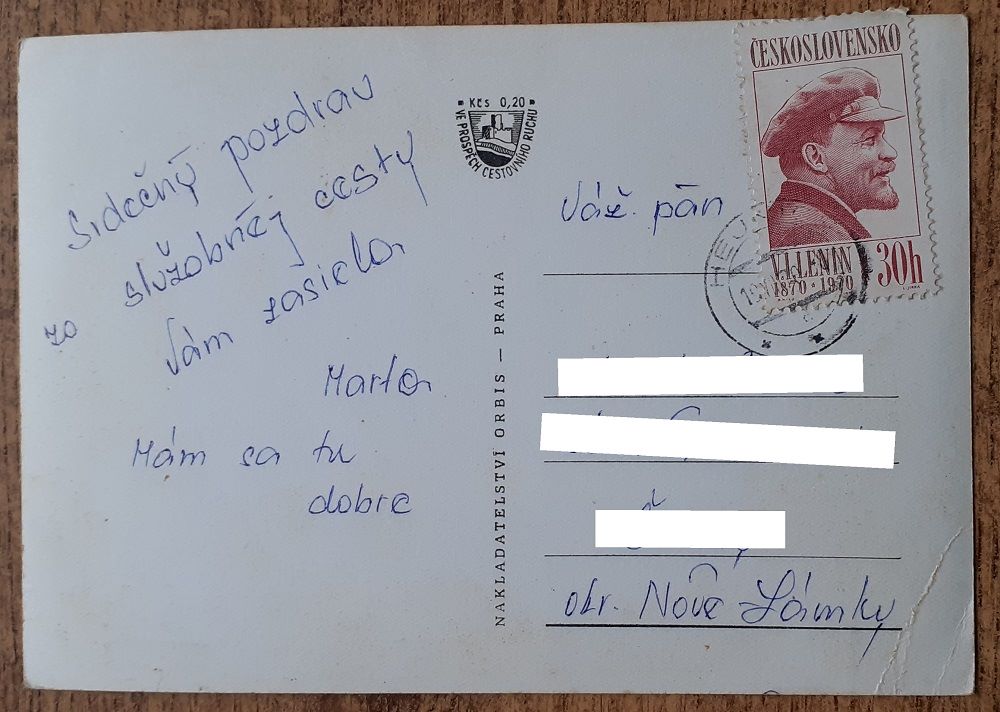 Srdečný pozdrav
zo služobnej cesty
Vám zasiela
Marta
Mám sa tu
dobre
Kčs 0,20
VE PROSPĚCH CESTOVNÍHO RUCHU
NAKLADATELSTVÍ ORBIS — PRAHA
ČESKOSLOVENSKO
V.I.LENIN
1870 · 1970
30h
Váž. pán
okr. Nové Zámky